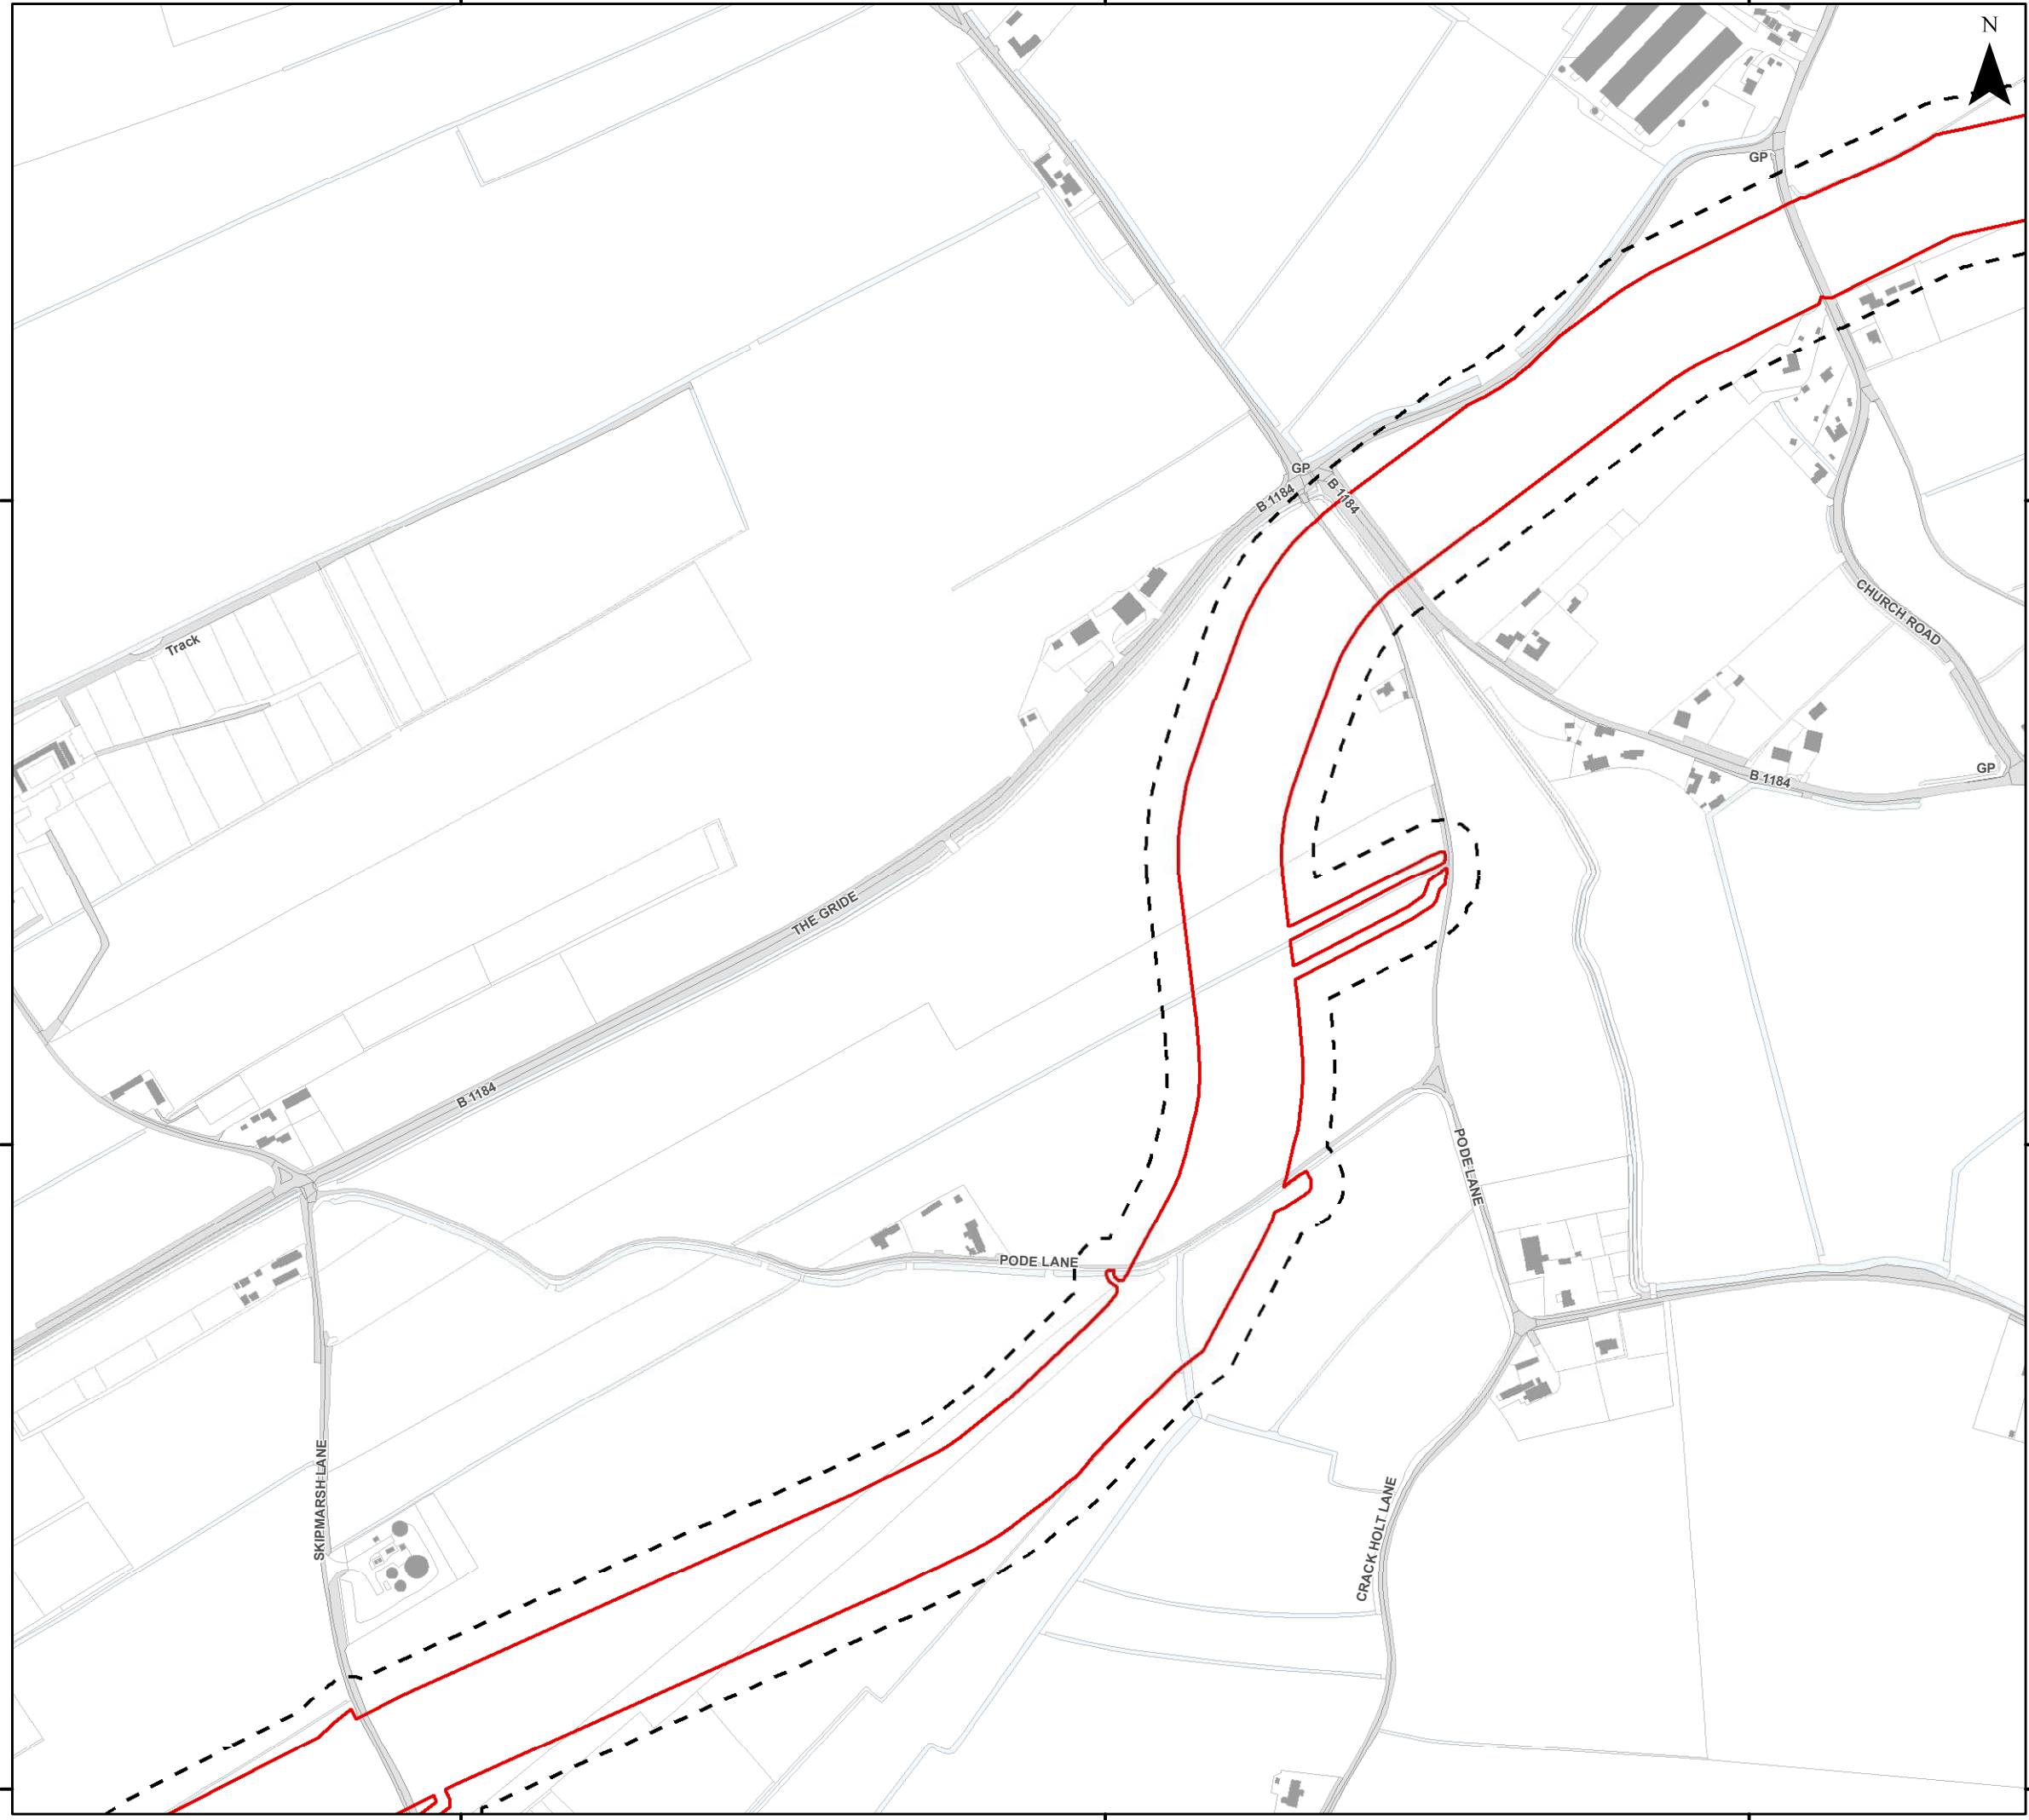 N
GP
GP
B 1184
B 1184
CHURCH ROAD
Track
GP
B 1184
THE GRIDE
B 1184
PODE LANE
PODE LANE
SKIPMARSH LANE
CRACK HOLT LANE